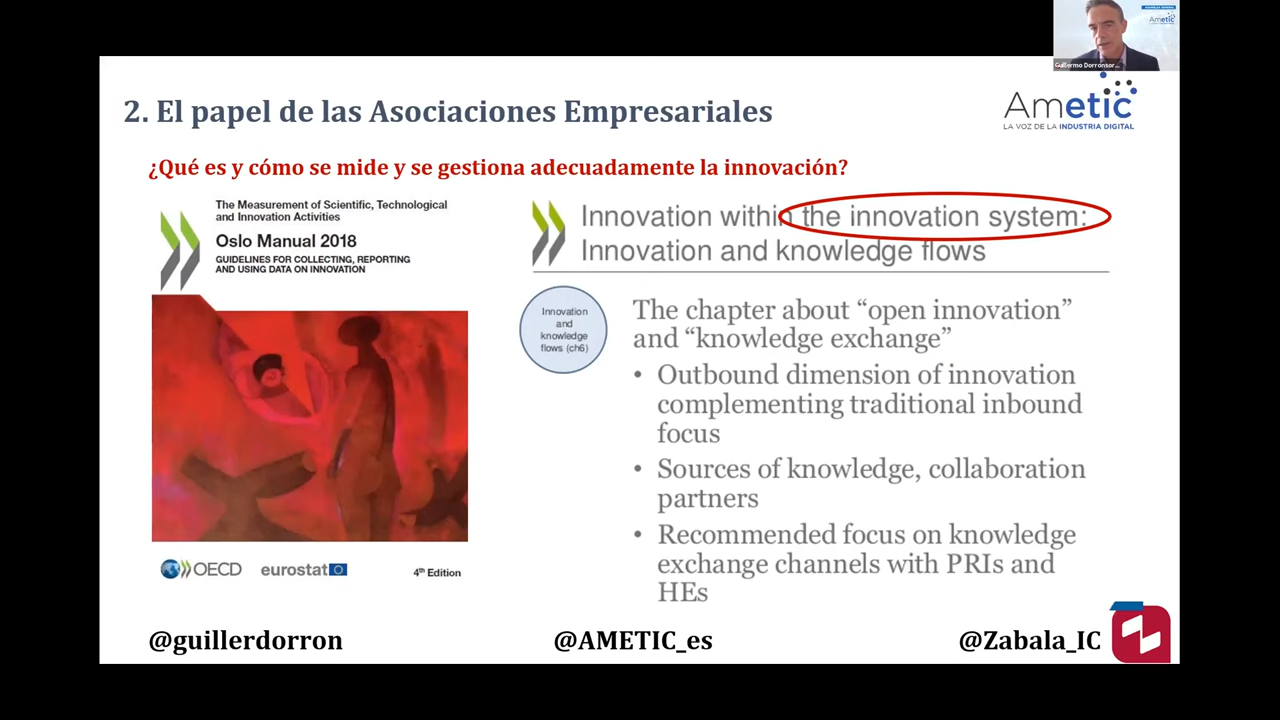 ASAMBLEA GENERAL
Ametic
Guillermo Dorronsor...
2. El papel de las Asociaciones Empresariales
Ametic
LA VOZ DE LA INDUSTRIA DIGITAL
¿Qué es y cómo se mide y se gestiona adecuadamente la innovación?
The Measurement of Scientific, Technological
and Innovation Activities
Oslo Manual 2018
GUIDELINES FOR COLLECTING, REPORTING
AND USING DATA ON INNOVATION
OECD
eurostat
4th Edition
Innovation within the innovation system:
Innovation and knowledge flows
Innovation
and
knowledge
flows (ch6)
The chapter about “open innovation”
and “knowledge exchange”
• Outbound dimension of innovation
complementing traditional inbound
focus
• Sources of knowledge, collaboration
partners
• Recommended focus on knowledge
exchange channels with PRIs and
HEs
@guillerdorron
@AMETIC_es
@Zabala_IC